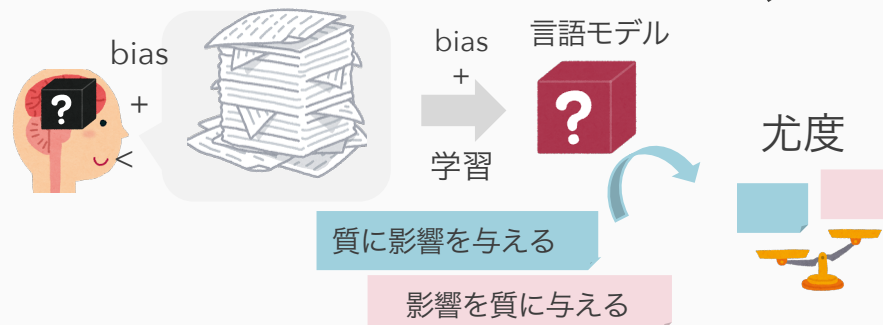 bias
+
?
bias
+
学習
言語モデル
?
尤度
質に影響を与える
影響を質に与える